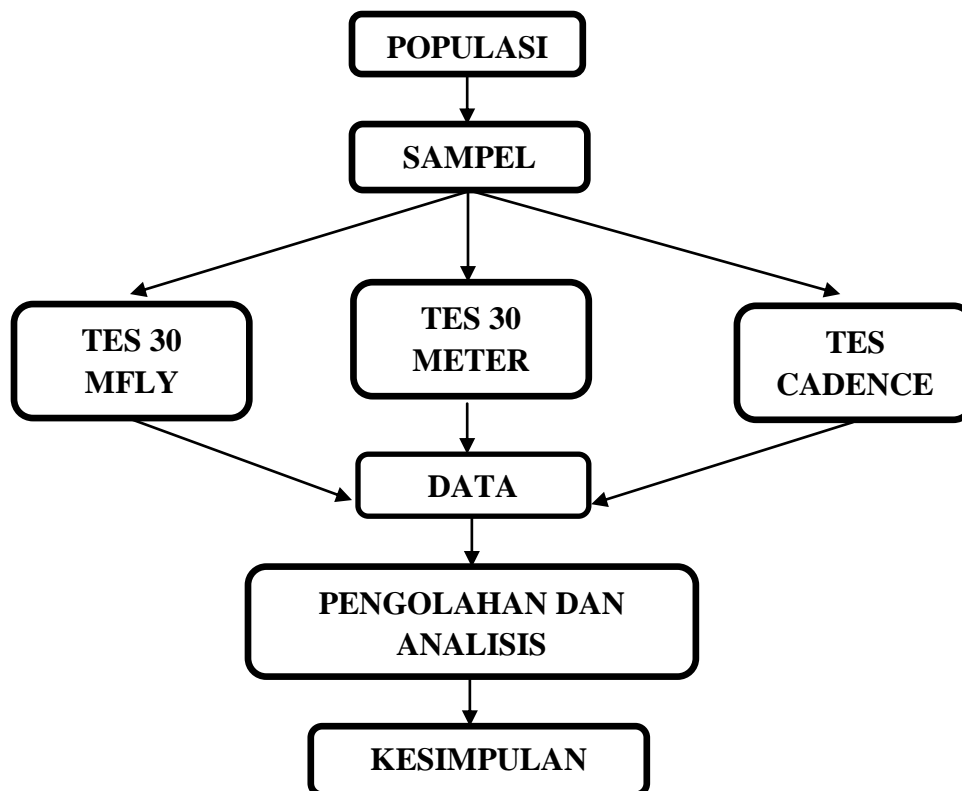 POPULASI
SAMPEL
TES 30
MFLY
TES 30
METER
TES
CADENCE
DATA
PENGOLAHAN DAN
ANALISIS
KESIMPULAN